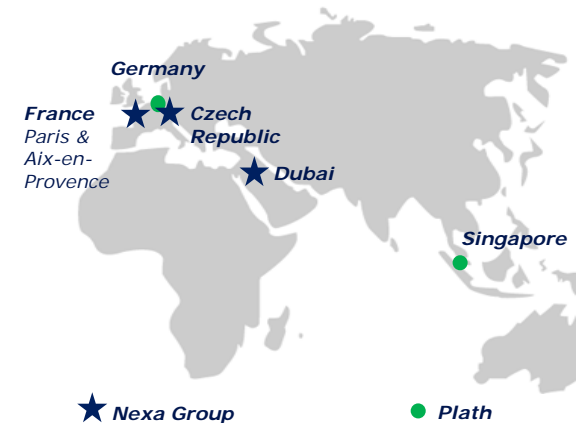 Germany
France
Paris &
Aix-en-
Provence
Czech
Republic
Dubai
Singapore
Nexa Group
Plath